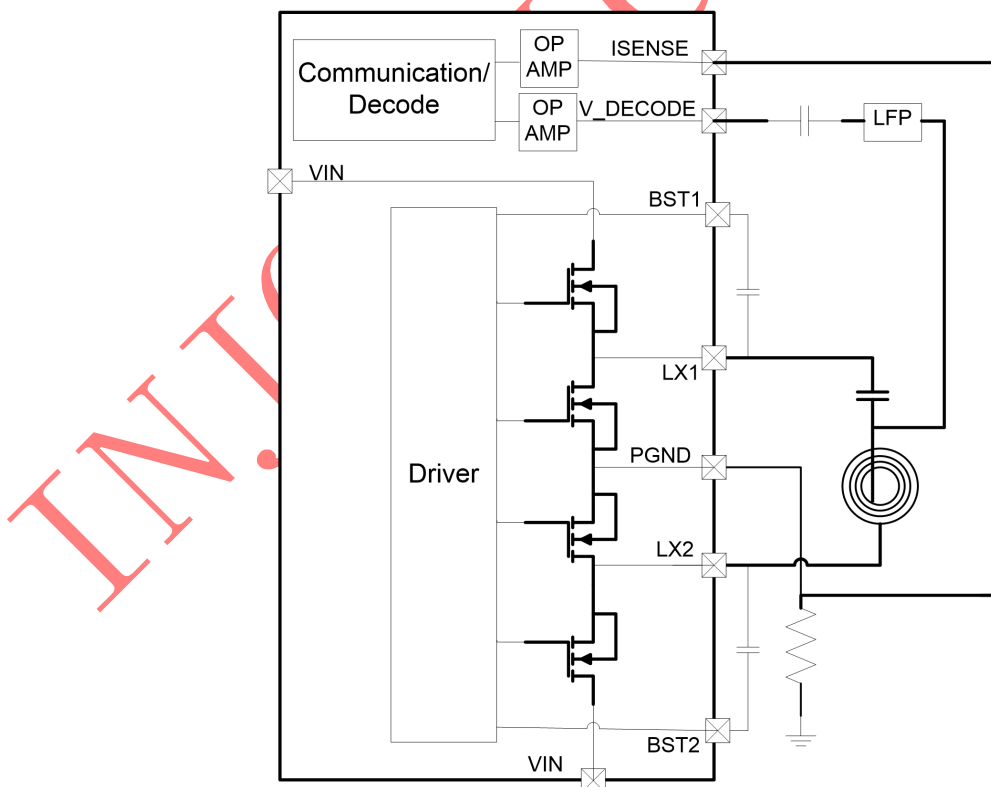 OP
AMP
ISENSE
Communication/
Decode
OP
AMP
V_DECODE
LFP
VIN
BST1
LX1
Driver
PGND
LX2
BST2
VIN